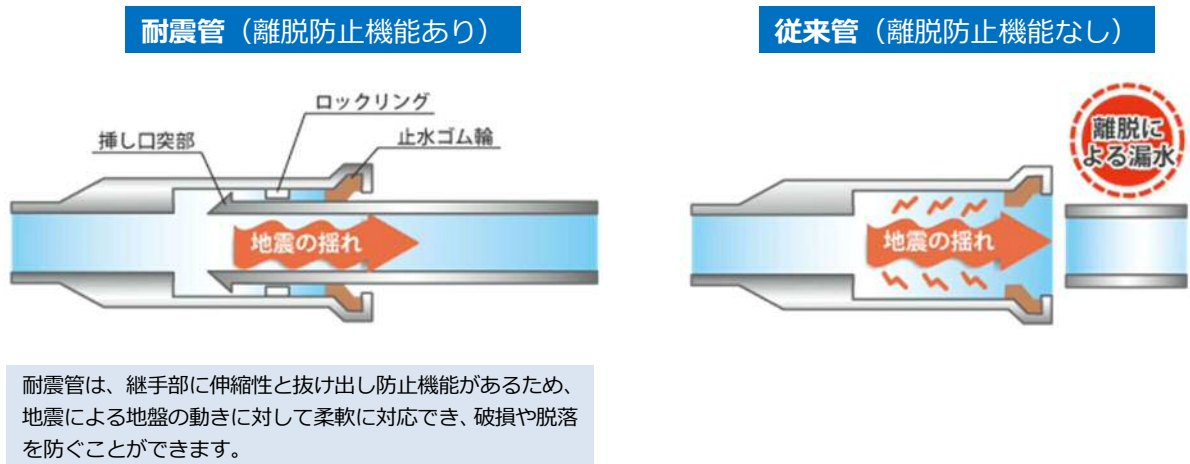 耐震管（離脱防止機能あり）
従来管（離脱防止機能なし）
ロックリング
挿し口突部
止水ゴム輪
地震の揺れ
離脱に
よる漏水
地震の揺れ
耐震管は、継手部に伸縮性と抜け出し防止機能があるため、
地震による地盤の動きに対して柔軟に対応でき、破損や脱落
を防ぐことができます。